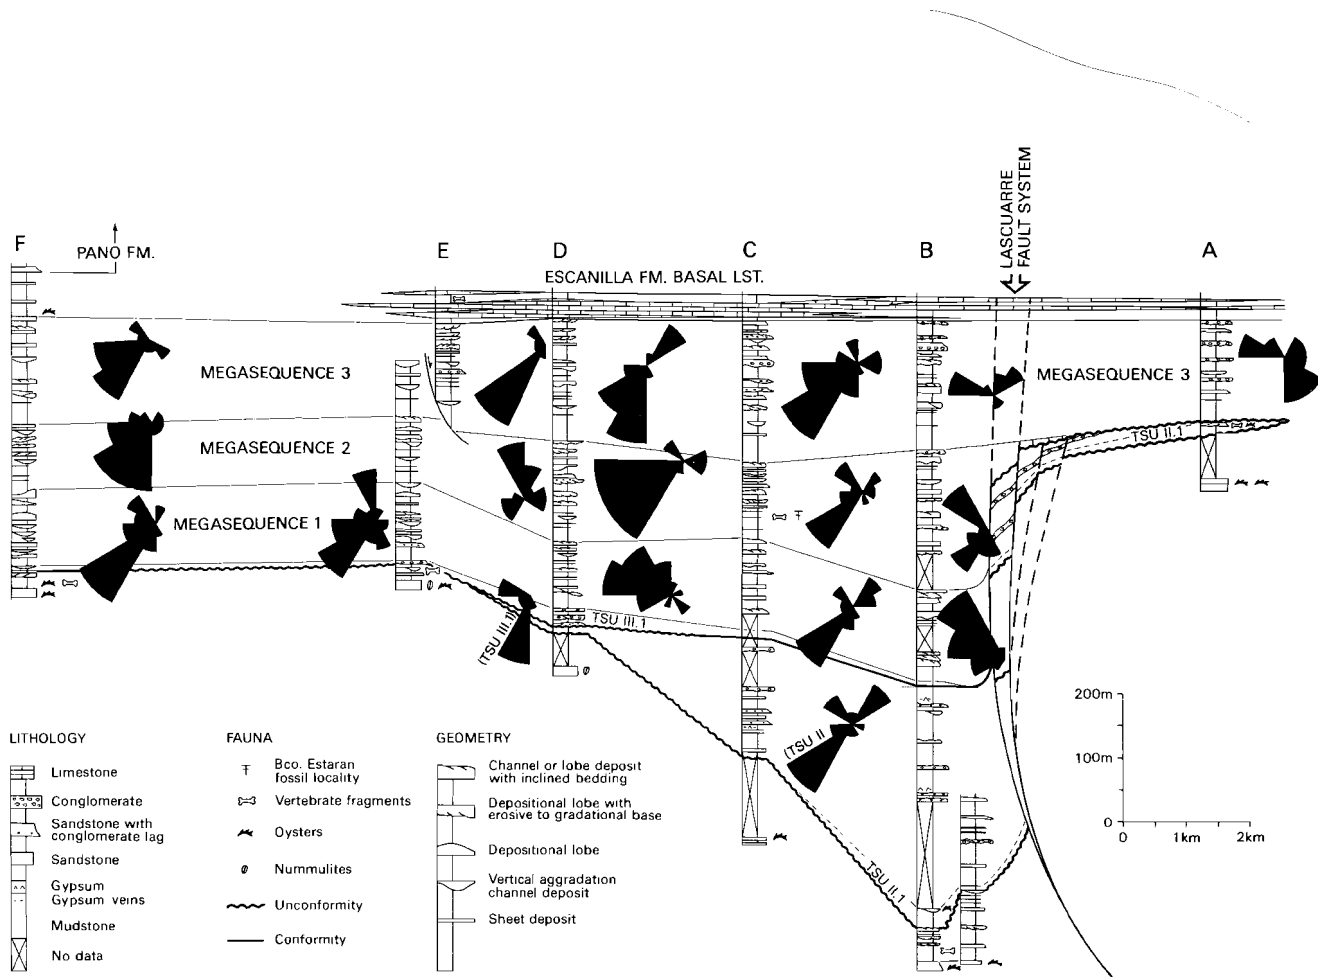 LASCUARRE
FAULT SYSTEM
F
PANO FM.
E
D
C
B
A
ESCANILLA FM. BASAL LST.
MEGASEQUENCE 3
MEGASEQUENCE 3
MEGASEQUENCE 2
MEGASEQUENCE 1
TSU II.1
(TSU III.1)
TSU III.1
(TSU II
TSU II.1
200m
100m
0
0
1km
2km
LITHOLOGY
Limestone
Conglomerate
Sandstone with
conglomerate lag
Sandstone
Gypsum
Gypsum veins
Mudstone
No data
FAUNA
Bco. Estaran
fossil locality
Vertebrate fragments
Oysters
Nummulites
Unconformity
Conformity
GEOMETRY
Channel or lobe deposit
with inclined bedding
Depositional lobe with
erosive to gradational base
Depositional lobe
Vertical aggradation
channel deposit
Sheet deposit